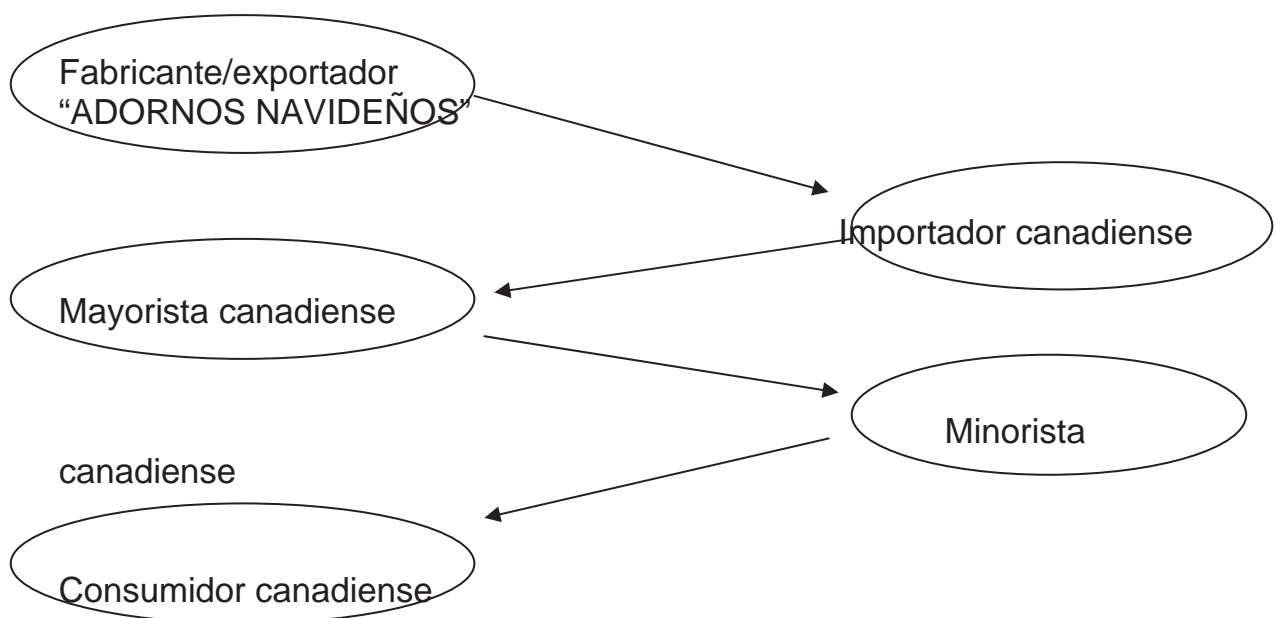 Fabricante/exportador
“ADORNOS NAVIDEÑOS”
Importador canadiense
Mayorista canadiense
Minorista
canadiense
Consumidor canadiense